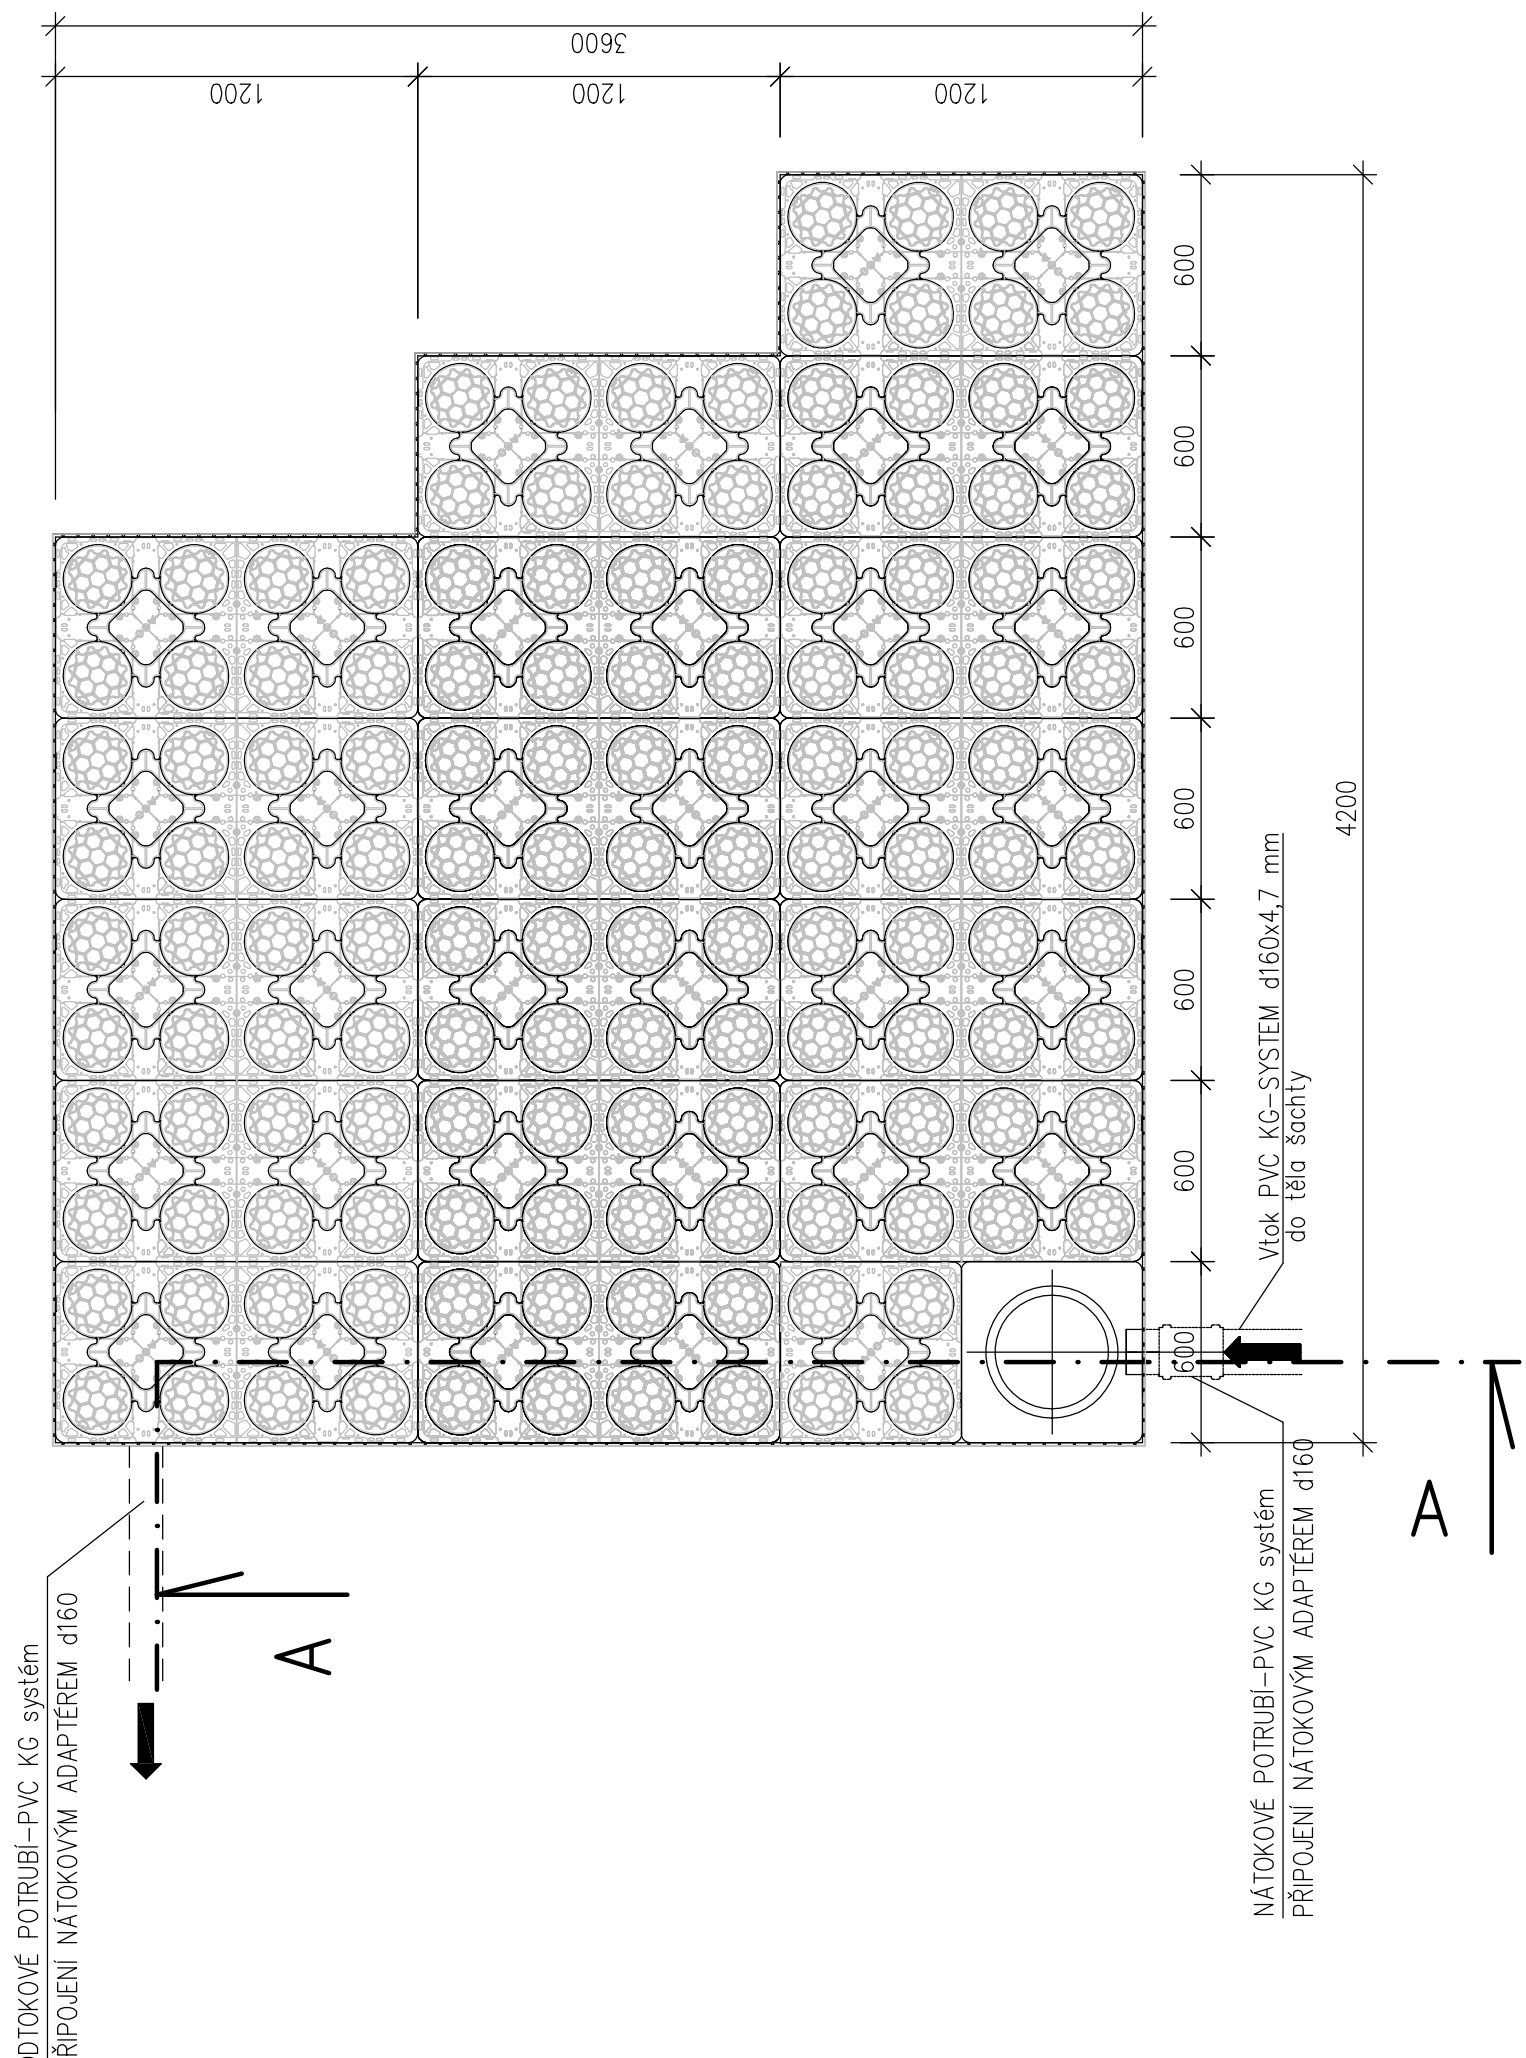 3600
1200
1200
1200
600
600
600
600
600
600
600
4200
Vtok PVC KG-SYSTEM d160x4,7 mm
do těla šachty
NÁTOKOVÉ POTRUBÍ-PVC KG systém
PŘIPOJENÍ NÁTOKOVÝM ADAPTÉREM d160
A
A
POTRUBÍ-PVC KG systém
NÁTOKOVÝM ADAPTÉREM d160